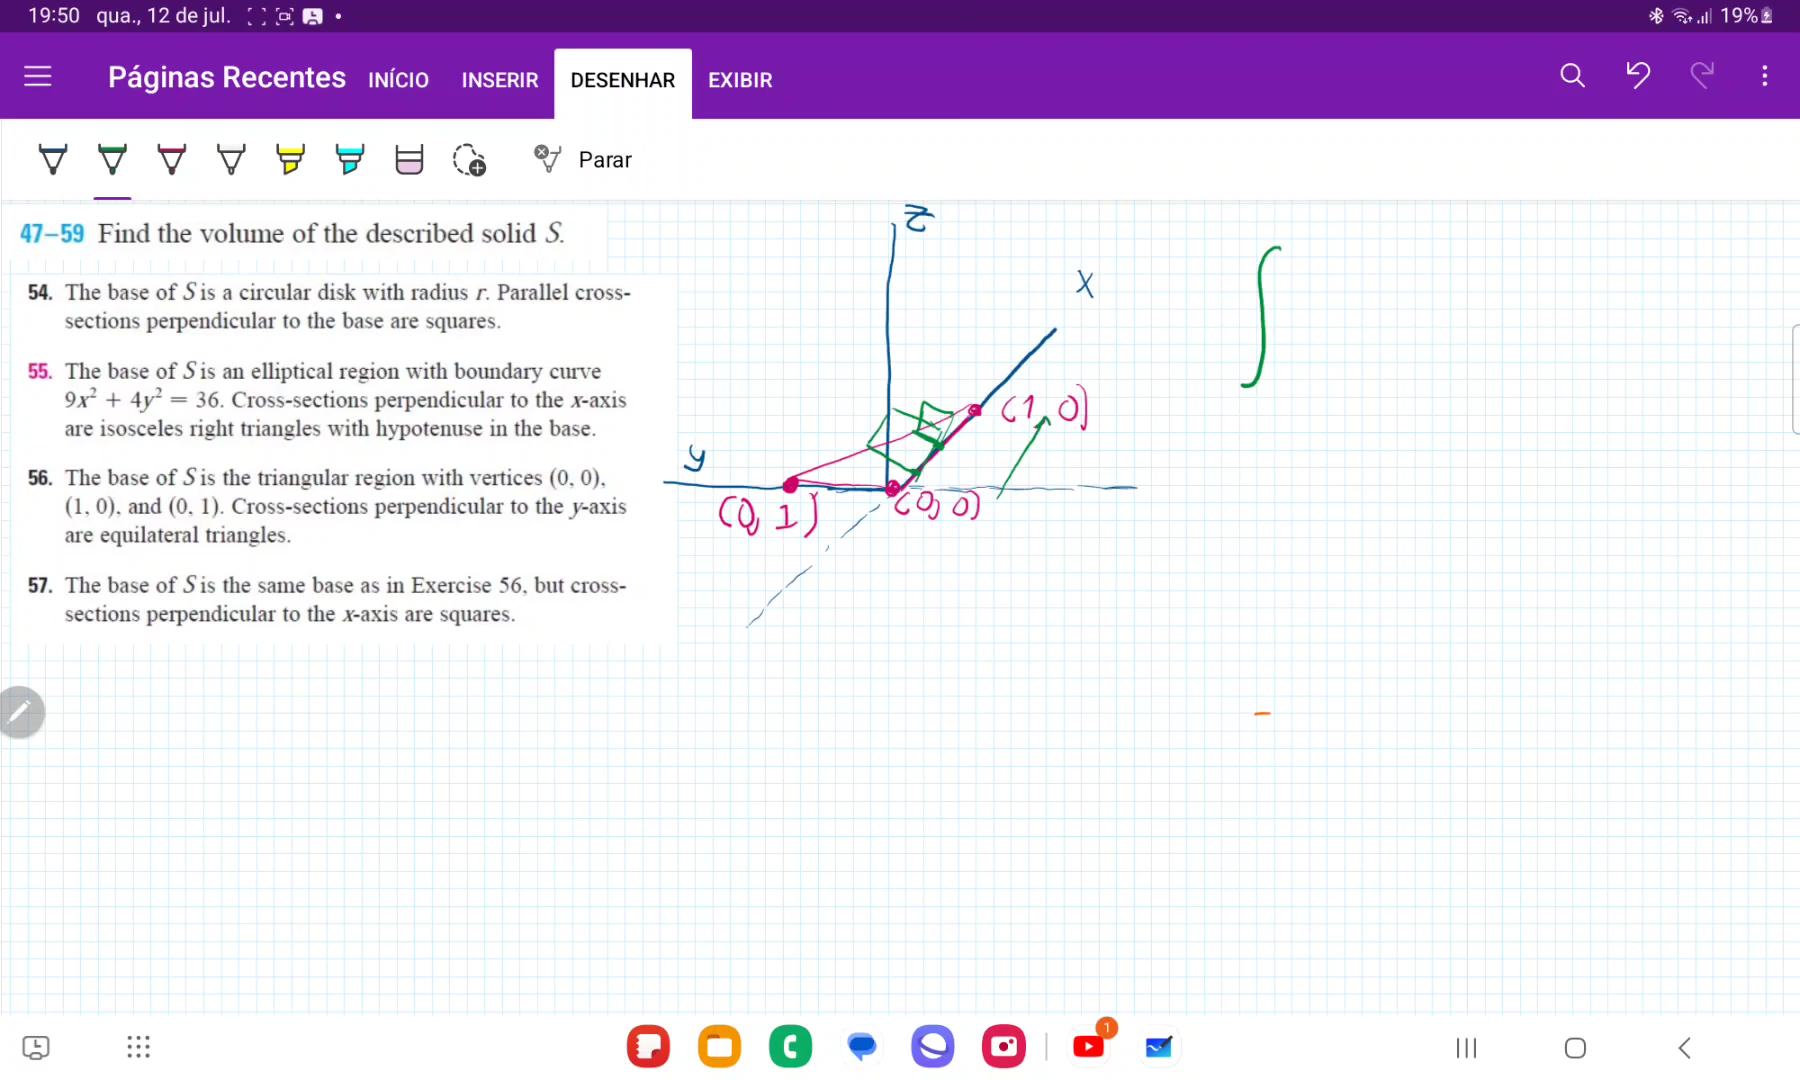 19:50 qua., 12 de jul.
19%
Páginas Recentes INÍCIO INSERIR DESENHAR EXIBIR
Parar
47–59 Find the volume of the described solid S.
54. The base of S is a circular disk with radius r. Parallel cross-
sections perpendicular to the base are squares.
55. The base of S is an elliptical region with boundary curve
9x² + 4y² = 36. Cross-sections perpendicular to the x-axis
are isosceles right triangles with hypotenuse in the base.
56. The base of S is the triangular region with vertices (0, 0),
(1, 0), and (0, 1). Cross-sections perpendicular to the y-axis
are equilateral triangles.
57. The base of S is the same base as in Exercise 56, but cross-
sections perpendicular to the x-axis are squares.
z
x
(1, 0)
y
(0, 1)
(0, 0)
∫
1